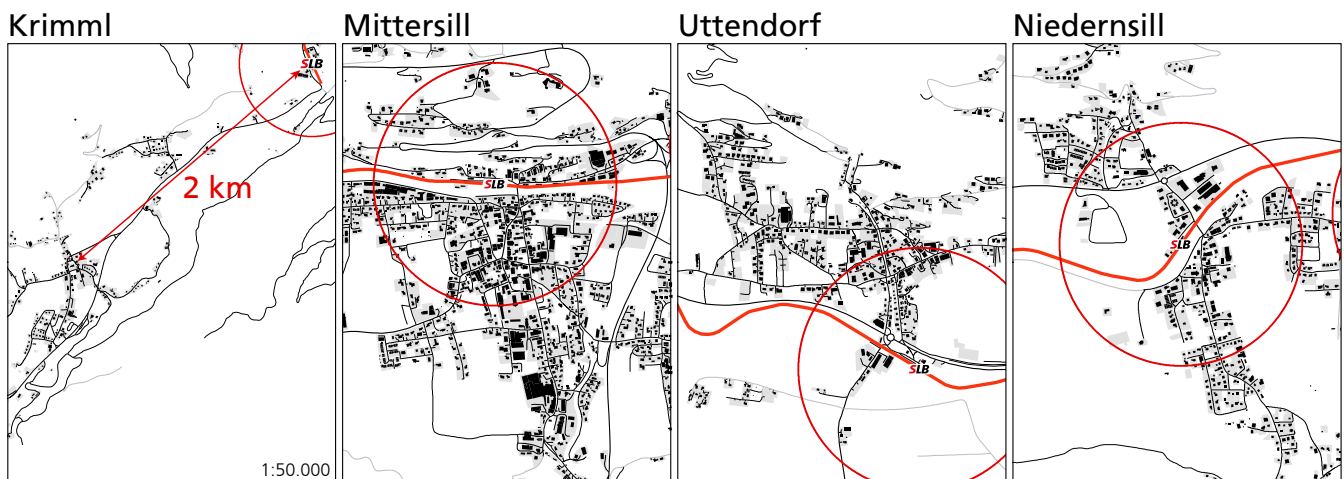 Krimml
Mittersill
Uttendorf
Niedernsill
SLB
2 km
1:50.000
SLB
SLB
SLB